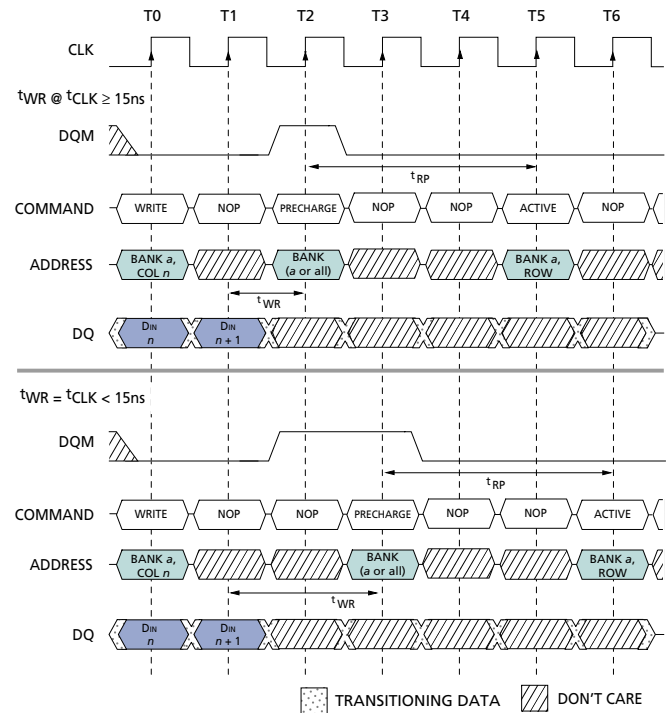 T0 T1 T2 T3 T4 T5 T6
CLK
tWR @ tCLK ≥ 15ns
DQM
tRP
COMMAND WRITE NOP PRECHARGE NOP NOP ACTIVE NOP
ADDRESS BANK a, COL n BANK (a or all) BANK a, ROW
tWR
DQ DIN n DIN n + 1
tWR = tCLK < 15ns
DQM
tRP
COMMAND WRITE NOP NOP PRECHARGE NOP NOP ACTIVE
ADDRESS BANK a, COL n BANK (a or all) BANK a, ROW
tWR
DQ DIN n DIN n + 1
TRANSITIONING DATA DON'T CARE